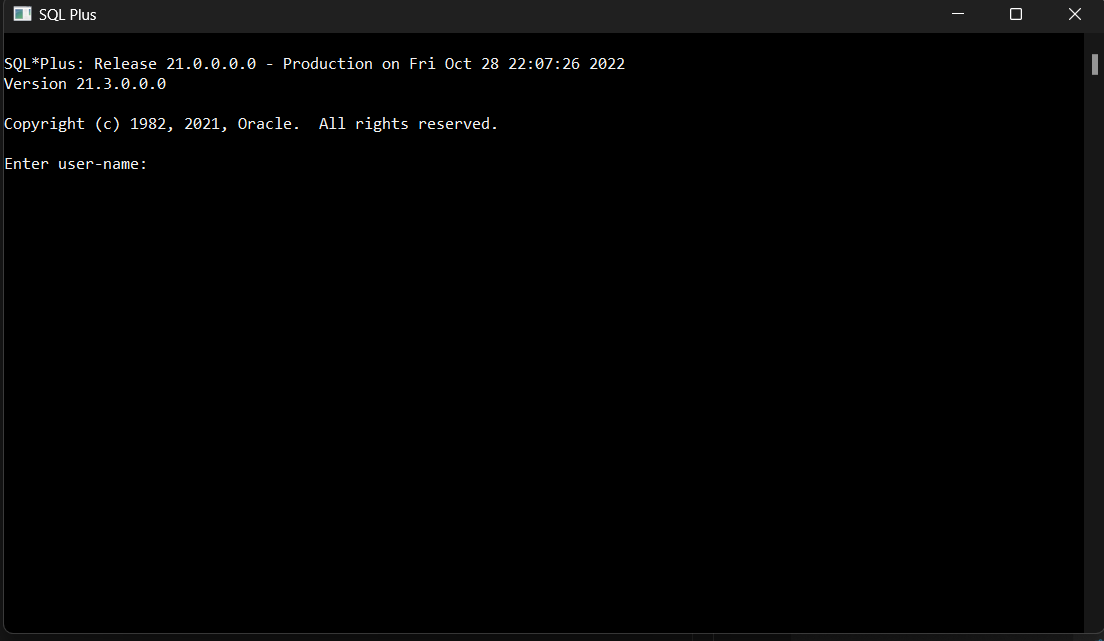 SQL Plus
SQL*Plus: Release 21.0.0.0.0 - Production on Fri Oct 28 22:07:26 2022
Version 21.3.0.0.0
Copyright (c) 1982, 2021, Oracle.  All rights reserved.
Enter user-name: